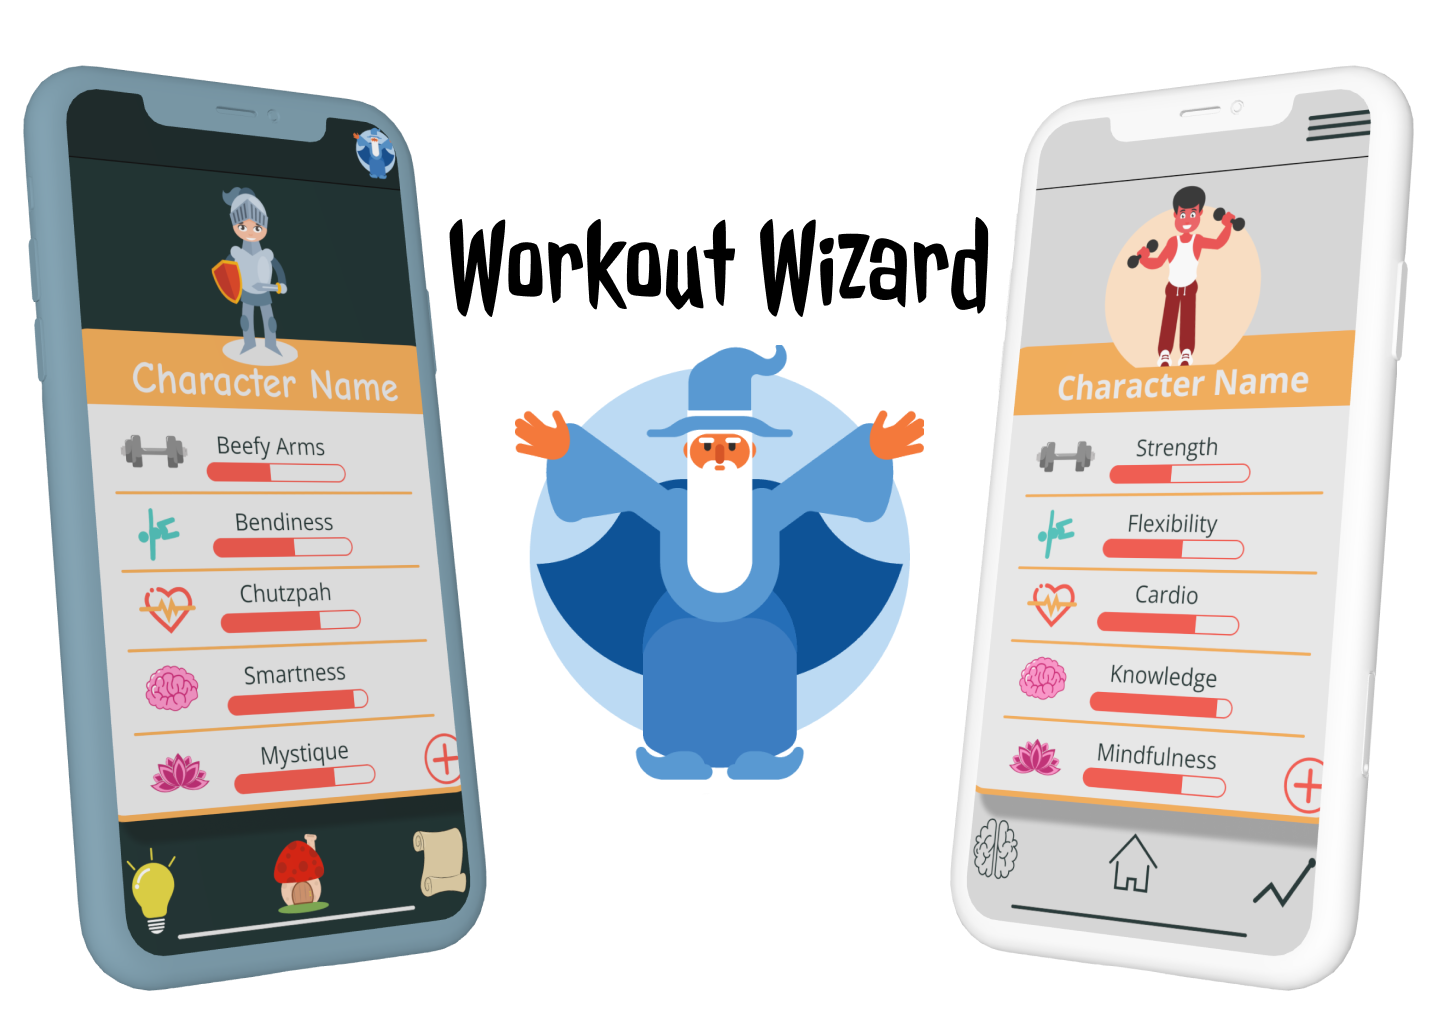 Workout Wizard
Character Name
Beefy Arms
Bendiness
Chutzpah
Smartness
Mystique
Character Name
Strength
Flexibility
Cardio
Knowledge
Mindfulness